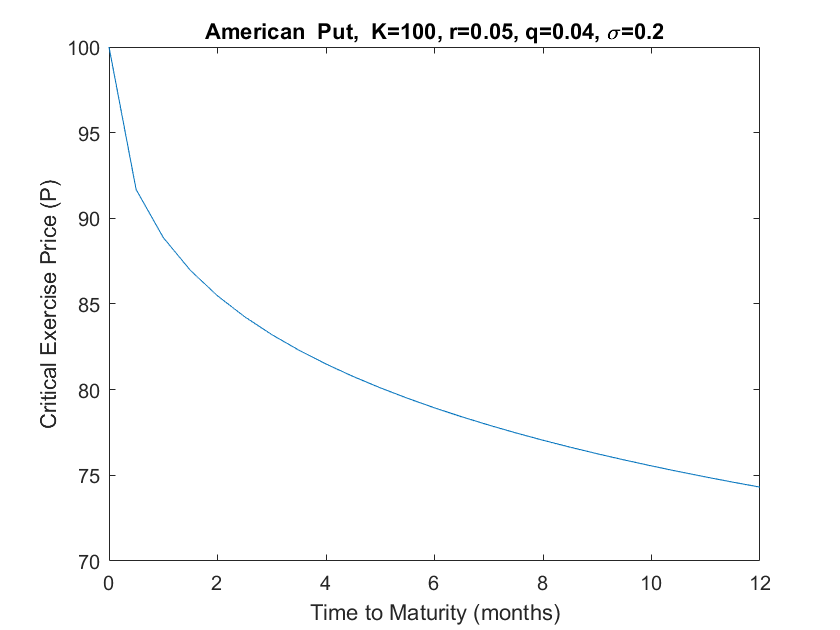 American  Put,  K=100, r=0.05, q=0.04, σ=0.2
100
95
90
85
80
75
70
Critical Exercise Price (P)
0 2 4 6 8 10 12
Time to Maturity (months)